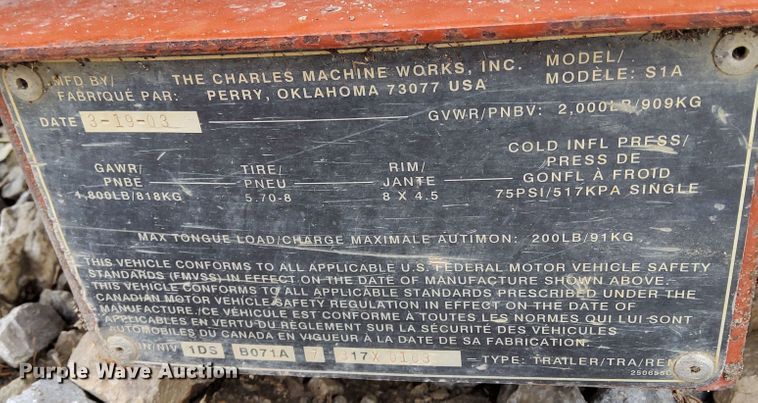 MFD BY/ THE CHARLES MACHINE WORKS, INC. MODEL/
FABRIQUÉ PAR: PERRY, OKLAHOMA 73077 USA MODÈLE: S1A
DATE 3-19-03 GVWR/PNBV: 2,000LB/909KG
GAWR/ TIRE/ RIM/ COLD INFL PRESS/
PNBE PNEU JANTE PRESS DE
GONFL À FROID
1,800LB/818KG 5.70-8 8 X 4.5 75PSI/517KPA SINGLE
MAX TONGUE LOAD/CHARGE MAXIMALE AUTIMON: 200LB/91KG
THIS VEHICLE CONFORMS TO ALL APPLICABLE U.S. FEDERAL MOTOR VEHICLE SAFETY
STANDARDS (FMVSS) IN EFFECT ON THE DATE OF MANUFACTURE SHOWN ABOVE.
THIS VEHICLE CONFORMS TO ALL APPLICABLE STANDARDS PRESCRIBED UNDER THE
CANADIAN MOTOR VEHICLE SAFETY REGULATION IN EFFECT ON THE DATE OF
MANUFACTURE./CE VÉHICULE EST CONFORME À TOUTES LES NORMES QUI LUI SONT
APPLICABLES EN VERTU DU RÈGLEMENT SUR LA SÉCURITÉ DES VÉHICULES
AUTOMOBILES DU CANADA EN VIGUEUR À LA DATE DE SA FABRICATION.
/NIV 1DS B071A 7 TYPE: TRAILER/TRA/REM
Purple Wave Auction